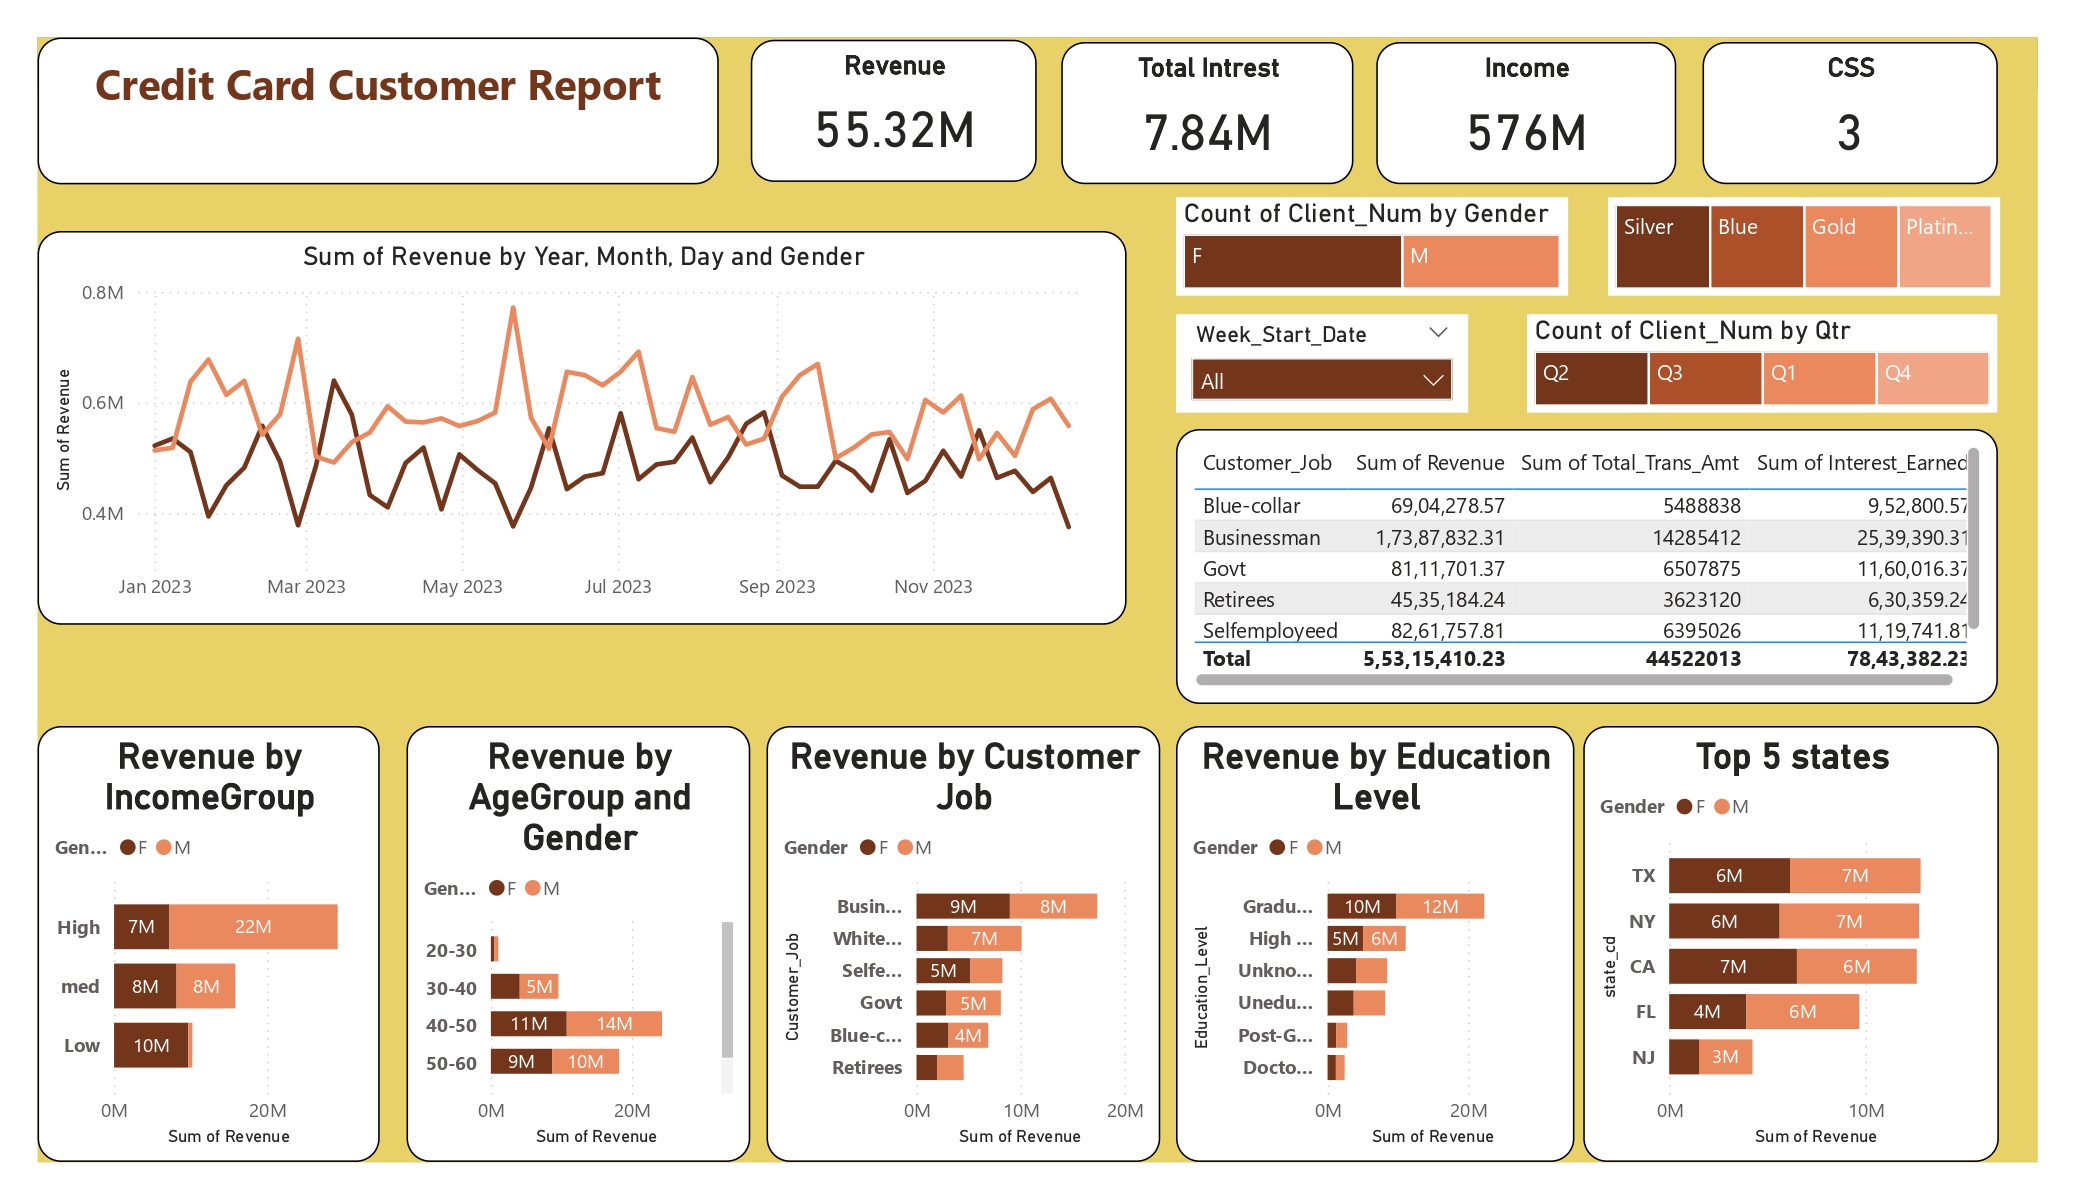 Credit Card Customer Report
Revenue
55.32M
Total Intrest
7.84M
Income
576M
CSS
3
Count of Client_Num by Gender
F
M
Silver
Blue
Gold
Platin...
Week_Start_Date
All
Count of Client_Num by Qtr
Q2
Q3
Q1
Q4
Sum of Revenue by Year, Month, Day and Gender
Sum of Revenue
0.8M
0.6M
0.4M
Jan 2023 Mar 2023 May 2023 Jul 2023 Sep 2023 Nov 2023
Customer_Job Sum of Revenue Sum of Total_Trans_Amt Sum of Interest_Earned
Blue-collar 69,04,278.57 5488838 9,52,800.57
Businessman 1,73,87,832.31 14285412 25,39,390.31
Govt 81,11,701.37 6507875 11,60,016.37
Retirees 45,35,184.24 3623120 6,30,359.24
Selfemployeed 82,61,757.81 6395026 11,19,741.81
Total 5,53,15,410.23 44522013 78,43,382.23
Revenue by
IncomeGroup
Gen... F M
High 7M 22M
med 8M 8M
Low 10M
0M 20M
Sum of Revenue
Revenue by
AgeGroup and
Gender
Gen... F M
20-30
30-40 5M
40-50 11M 14M
50-60 9M 10M
0M 20M
Sum of Revenue
Revenue by Customer
Job
Gender F M
Customer_Job
Busin... 9M 8M
White... 7M
Selfe... 5M
Govt 5M
Blue-c... 4M
Retirees
0M 10M 20M
Sum of Revenue
Revenue by Education
Level
Gender F M
Education_Level
Gradu... 10M 12M
High ... 5M 6M
Unkno...
Unedu...
Post-G...
Docto...
0M 20M
Sum of Revenue
Top 5 states
Gender F M
state_cd
TX 6M 7M
NY 6M 7M
CA 7M 6M
FL 4M 6M
NJ 3M
0M 10M
Sum of Revenue